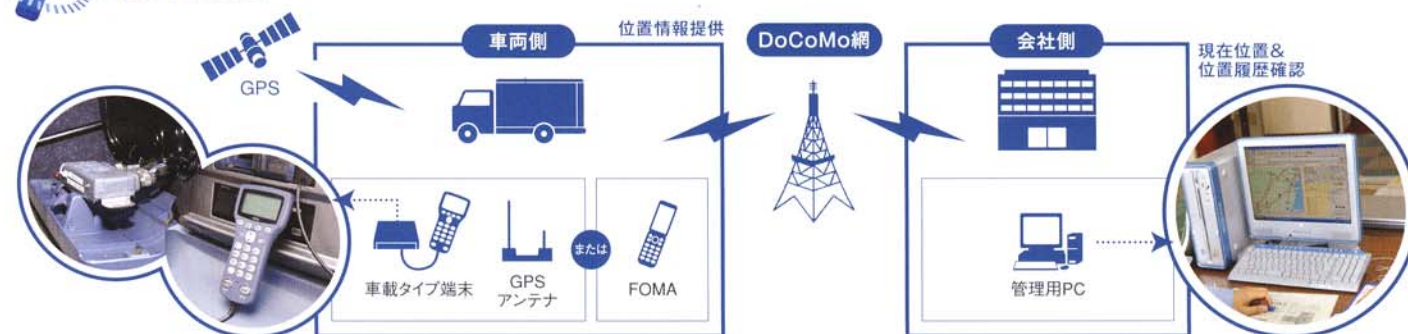 車両側
位置情報提供
DoCoMo網
会社側
現在位置&
位置履歴確認
GPS
車載タイプ端末
GPS
アンテナ
または
FOMA
管理用PC